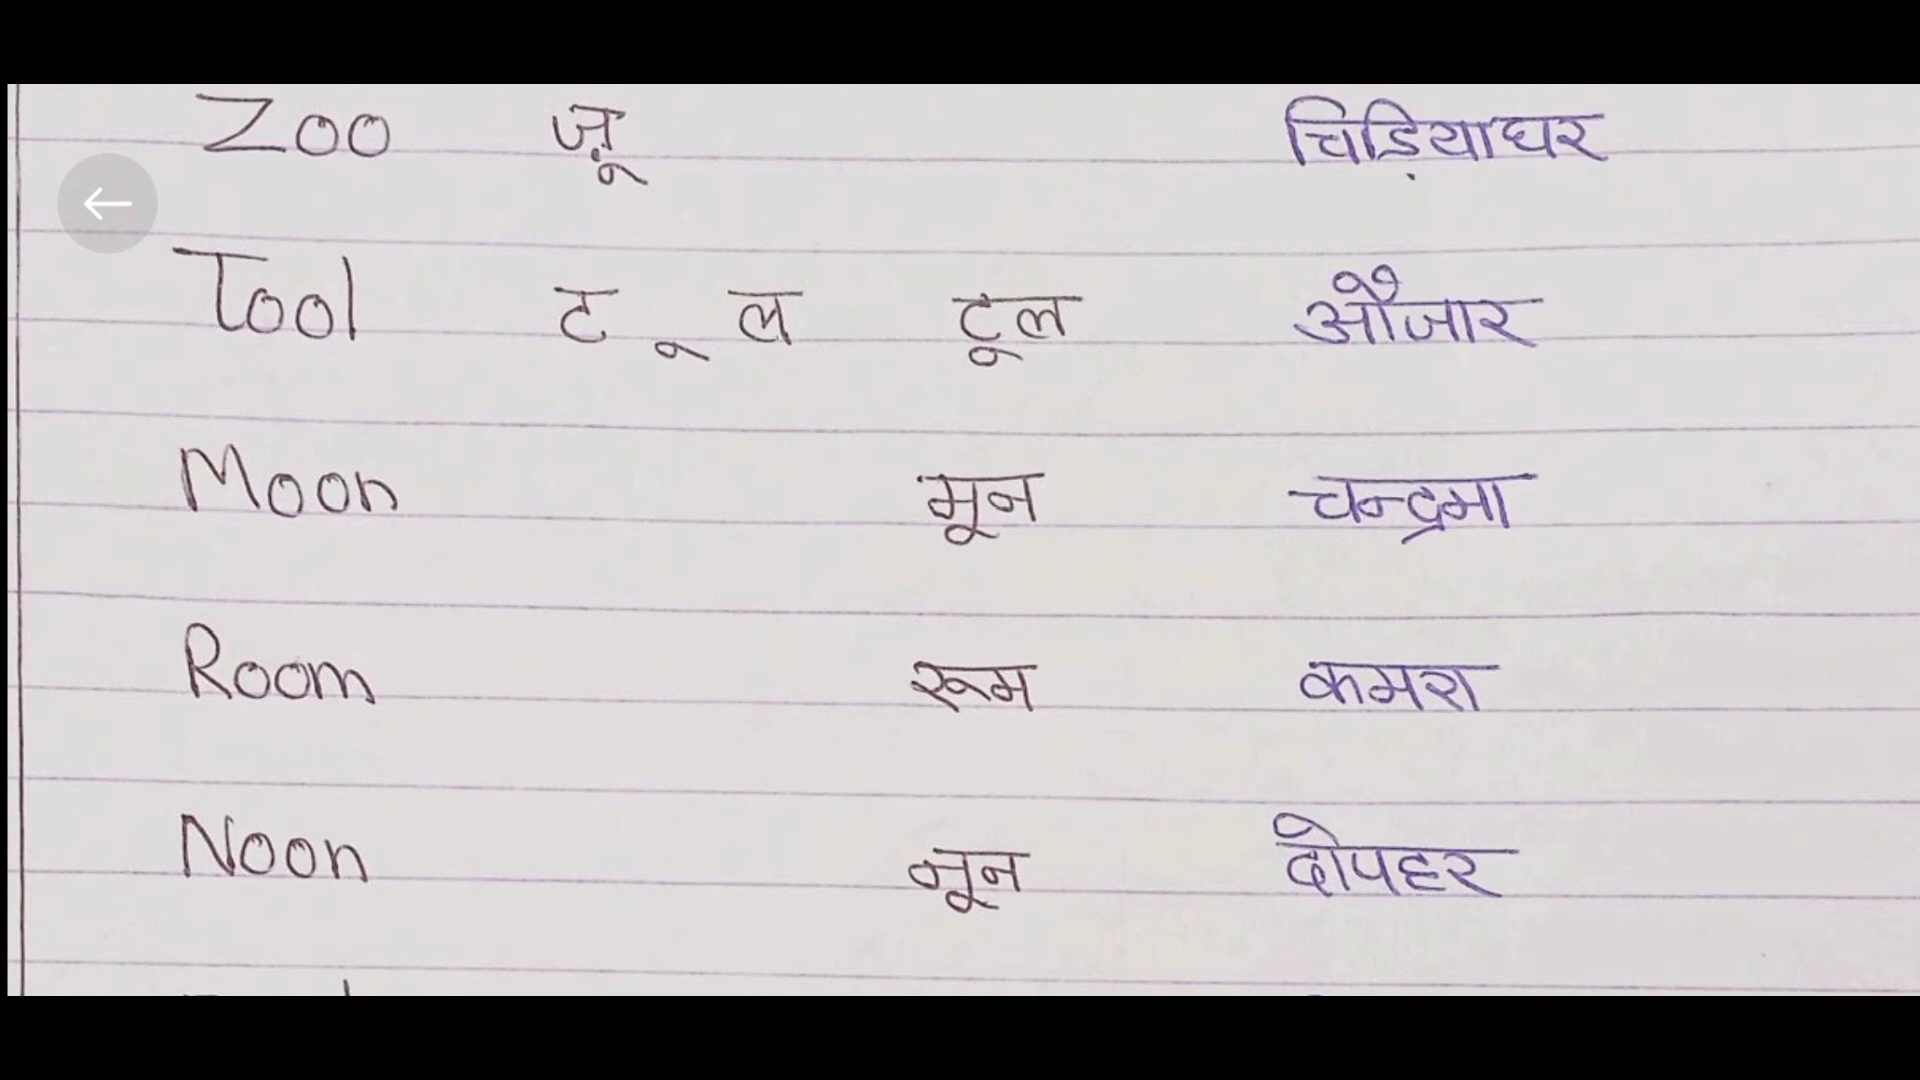 Zoo ज़ू चिड़ियाघर
Tool ट ू ल टूल औजार
Moon मून चन्द्रमा
Room रूम कमरा
Noon नून दोपहर